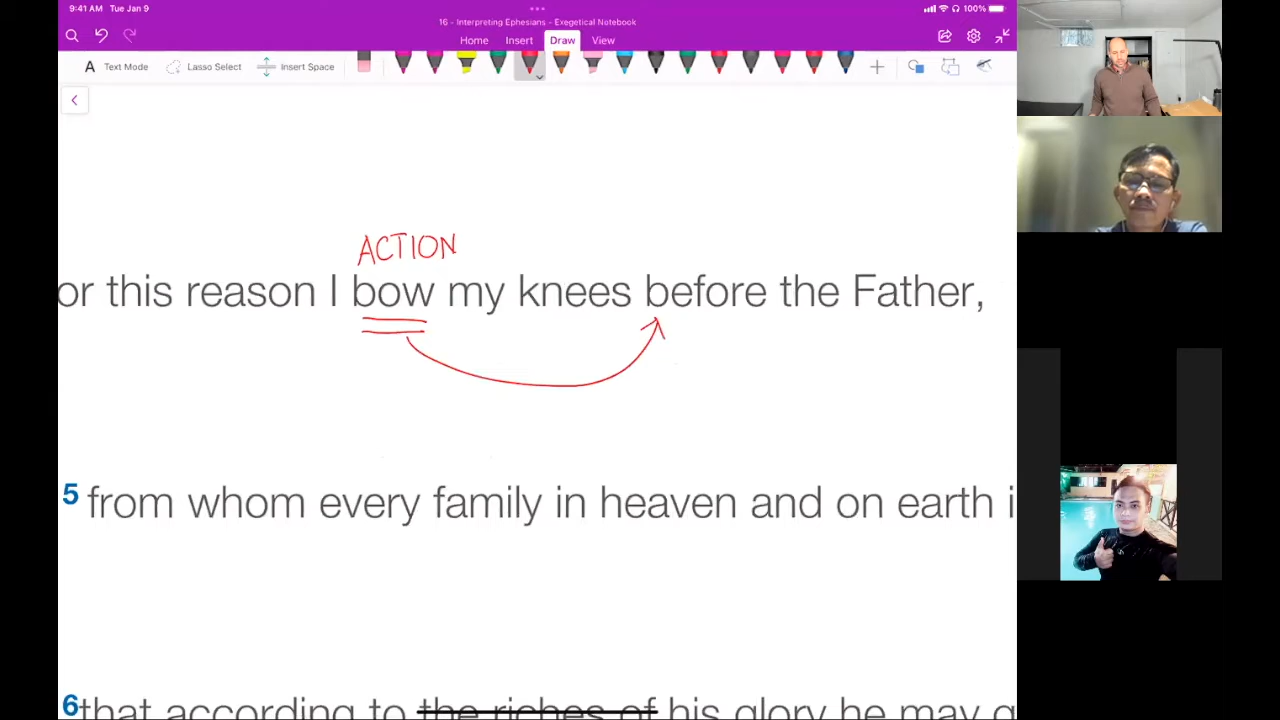 9:41 AM Tue Jan 9
100%
16 - Interpreting Ephesians - Exegetical Notebook
Home Insert Draw View
A Text Mode Lasso Select Insert Space
ACTION
or this reason I bow my knees before the Father,
5 from whom every family in heaven and on earth i
6 that according to the riches of his glory he may g